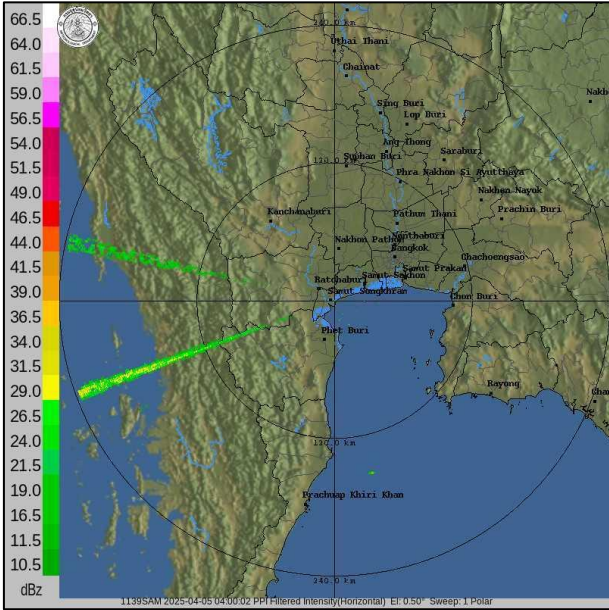 66.5
64.0
61.5
59.0
56.5
54.0
51.5
49.0
46.5
44.0
41.5
39.0
36.5
34.0
31.5
29.0
26.5
24.0
21.5
19.0
16.5
11.5
10.5
dBz
240.0 km
Uthai Thani
Chainat
Sing Buri
Lop Buri
Ang Thong
Saraburi
120.0 km
Suphan Buri
Phra Nakhon Si Ayutthaya
Nakhon Nayok
Kanchanaburi
Pathum Thani
Prachin Buri
Nonthaburi
Nakhon Pathom
Bangkok
Chachoengsao
Samut Prakan
Samut Sakhon
Ratchaburi
Samut Songkhram
Chon Buri
Phet Buri
Rayong
120.0 km
Prachuap Khiri Khan
240.0 km
1139SAM 2025-04-05 04:00:02 PPI Filtered Intensity(Horizontal) El: 0.50° Sweep: 1 Polar